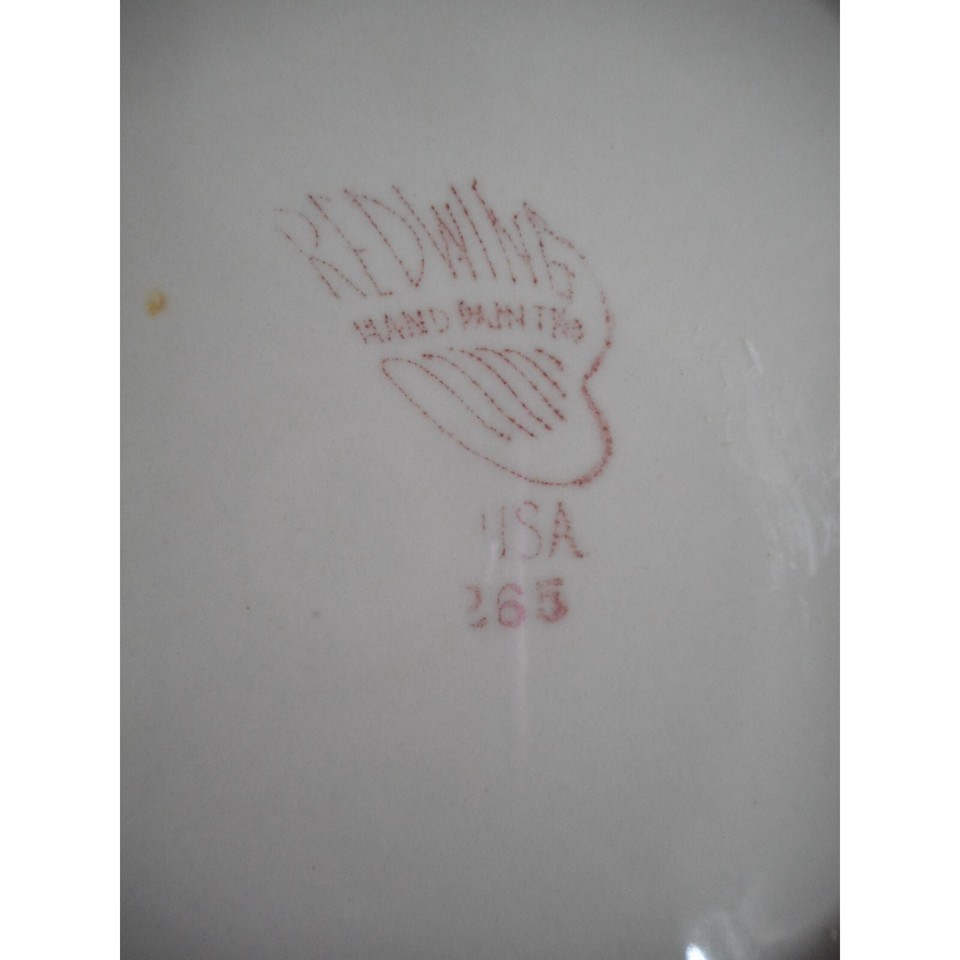 REDWING
HAND PAINTED
USA
265